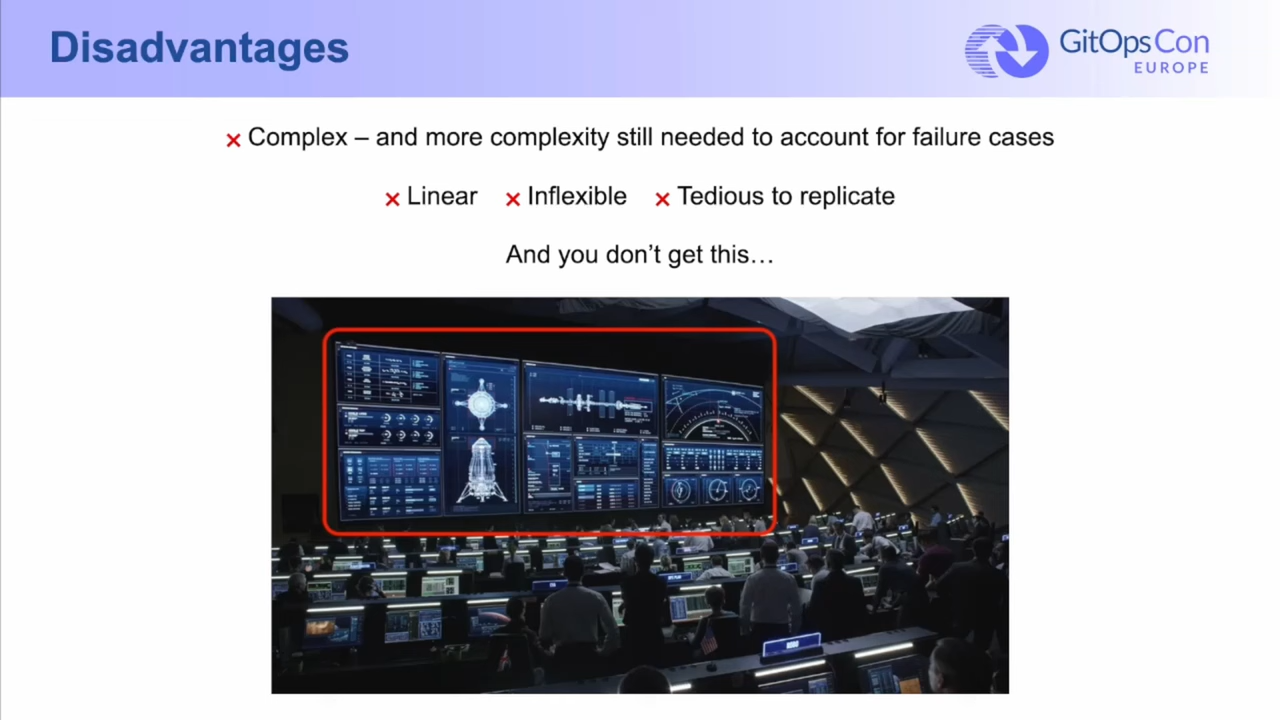 Disadvantages
GitOpsCon
EUROPE
× Complex – and more complexity still needed to account for failure cases
× Linear × Inflexible × Tedious to replicate
And you don’t get this…